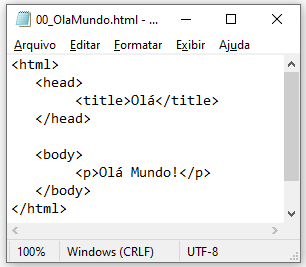 00_OlaMundo.html - ...
Arquivo Editar Formatar Exibir Ajuda
<html>
<head>
<title>Olá</title>
</head>
<body>
<p>Olá Mundo!</p>
</body>
</html>
100% Windows (CRLF) UTF-8